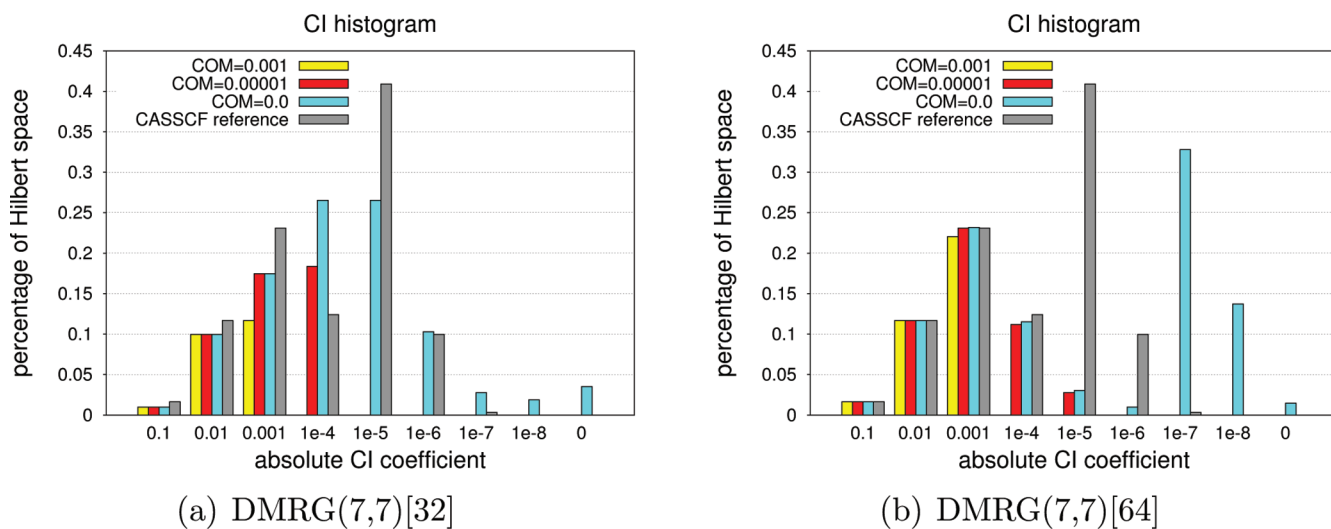 CI histogram
percentage of Hilbert space
0.45
0.4
0.35
0.3
0.25
0.2
0.15
0.1
0.05
0
COM=0.001
COM=0.00001
COM=0.0
CASSCF reference
0.1 0.01 0.001 1e-4 1e-5 1e-6 1e-7 1e-8 0
absolute CI coefficient
(a) DMRG(7,7)[32]
CI histogram
percentage of Hilbert space
0.45
0.4
0.35
0.3
0.25
0.2
0.15
0.1
0.05
0
COM=0.001
COM=0.00001
COM=0.0
CASSCF reference
0.1 0.01 0.001 1e-4 1e-5 1e-6 1e-7 1e-8 0
absolute CI coefficient
(b) DMRG(7,7)[64]